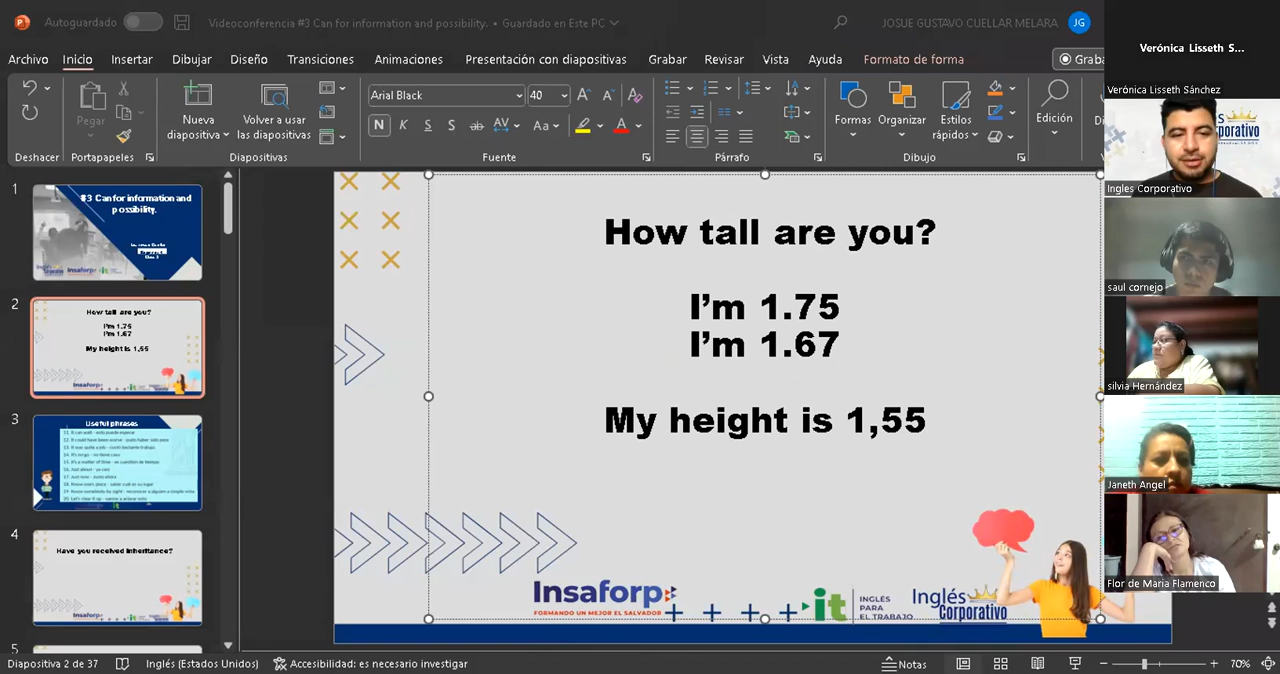 Autoguardado
Videoconferencia #3 Can for information and possibility. • Guardado en Este PC
JOSUE GUSTAVO CUELLAR MELARA
JG
Archivo Inicio Insertar Dibujar Diseño Transiciones Animaciones Presentación con diapositivas Grabar Revisar Vista Ayuda Formato de forma
Graba
Pegar
Nueva diapositiva
Volver a usar las diapositivas
Arial Black
40
N K S S ab AV Aa A
Formas
Organizar
Estilos rápidos
Edición
Deshacer
Portapapeles
Diapositivas
Fuente
Párrafo
Dibujo
1
#3 Can for information and
possibility.
2
How tall are you?
I'm 1.75
I'm 1.67
My height is 1,55
3
Useful phrases
4
Have you received inheritance?
5
How tall are you?
I'm 1.75
I'm 1.67
My height is 1,55
Insaforp
FORMANDO UN MEJOR EL SALVADOR
it
INGLÉS
PARA
EL TRABAJO
Inglés
Corporativo
Verónica Lisseth S...
Verónica Lisseth Sánchez
Ingles Corporativo
saul cornejo
silvia Hernández
Janeth Angel
Flor de Maria Flamenco
Diapositiva 2 de 37
Inglés (Estados Unidos)
Accesibilidad: es necesario investigar
Notas
70%